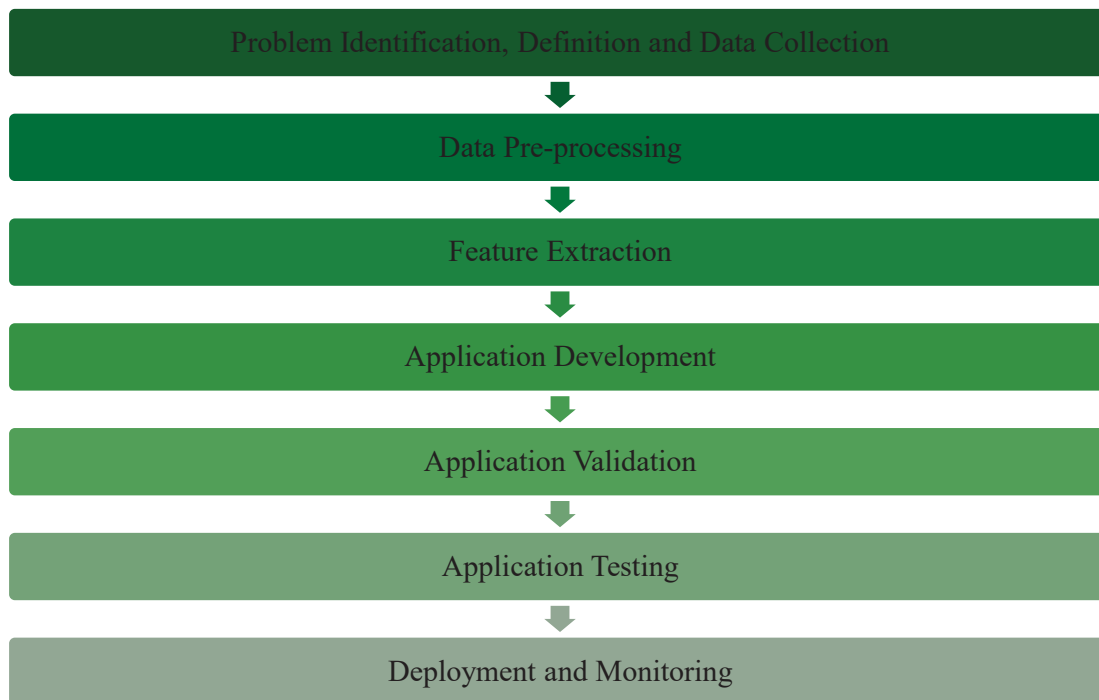 Problem Identification, Definition and Data Collection
Data Pre-processing
Feature Extraction
Application Development
Application Validation
Application Testing
Deployment and Monitoring